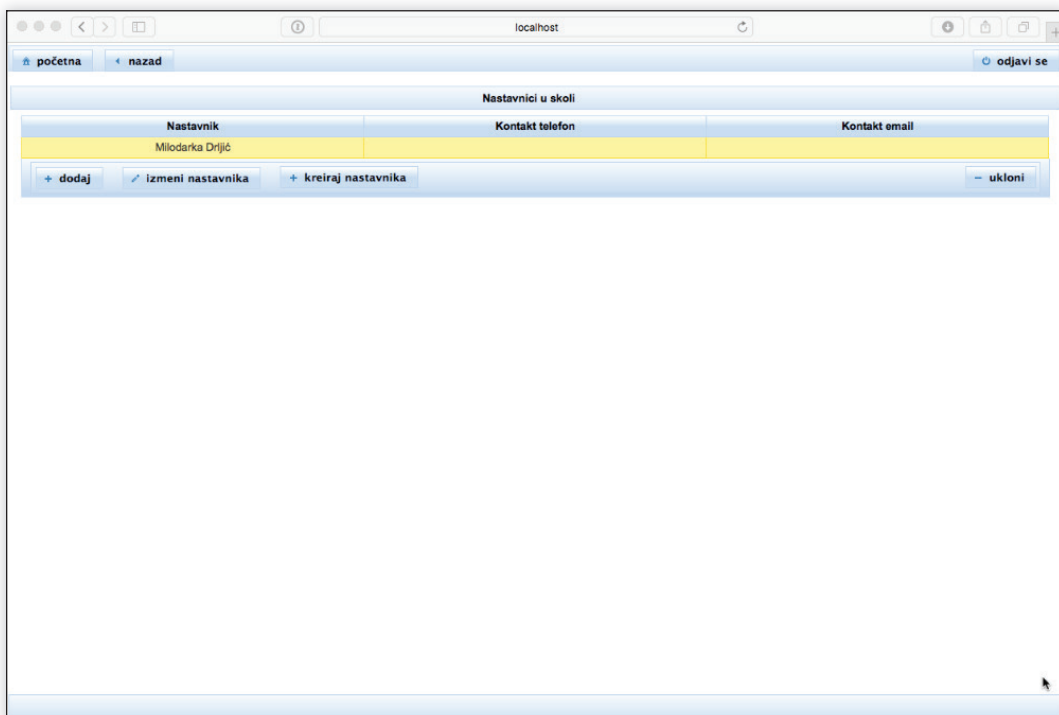 localhost
početna nazad odjavi se
Nastavnici u skoli
Nastavnik Kontakt telefon Kontakt email
Milodarka Drljić
dodaj izmeni nastavnika kreiraj nastavnika ukloni